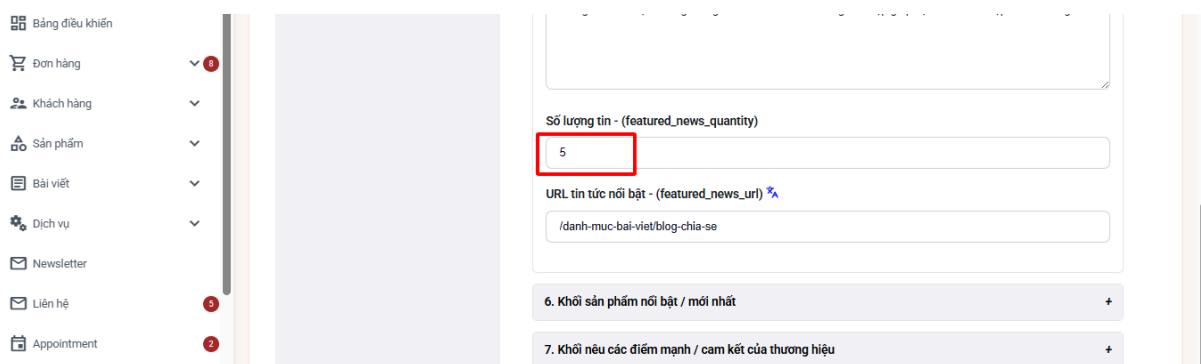 Bảng điều khiển
Đơn hàng
8
Khách hàng
Sản phẩm
Bài viết
Dịch vụ
Newsletter
Liên hệ
5
Appointment
2
Số lượng tin - (featured_news_quantity)
5
URL tin tức nổi bật - (featured_news_url)
/danh-muc-bai-viet/blog-chia-se
6. Khối sản phẩm nổi bật / mới nhất
+
7. Khối nêu các điểm mạnh / cam kết của thương hiệu
+